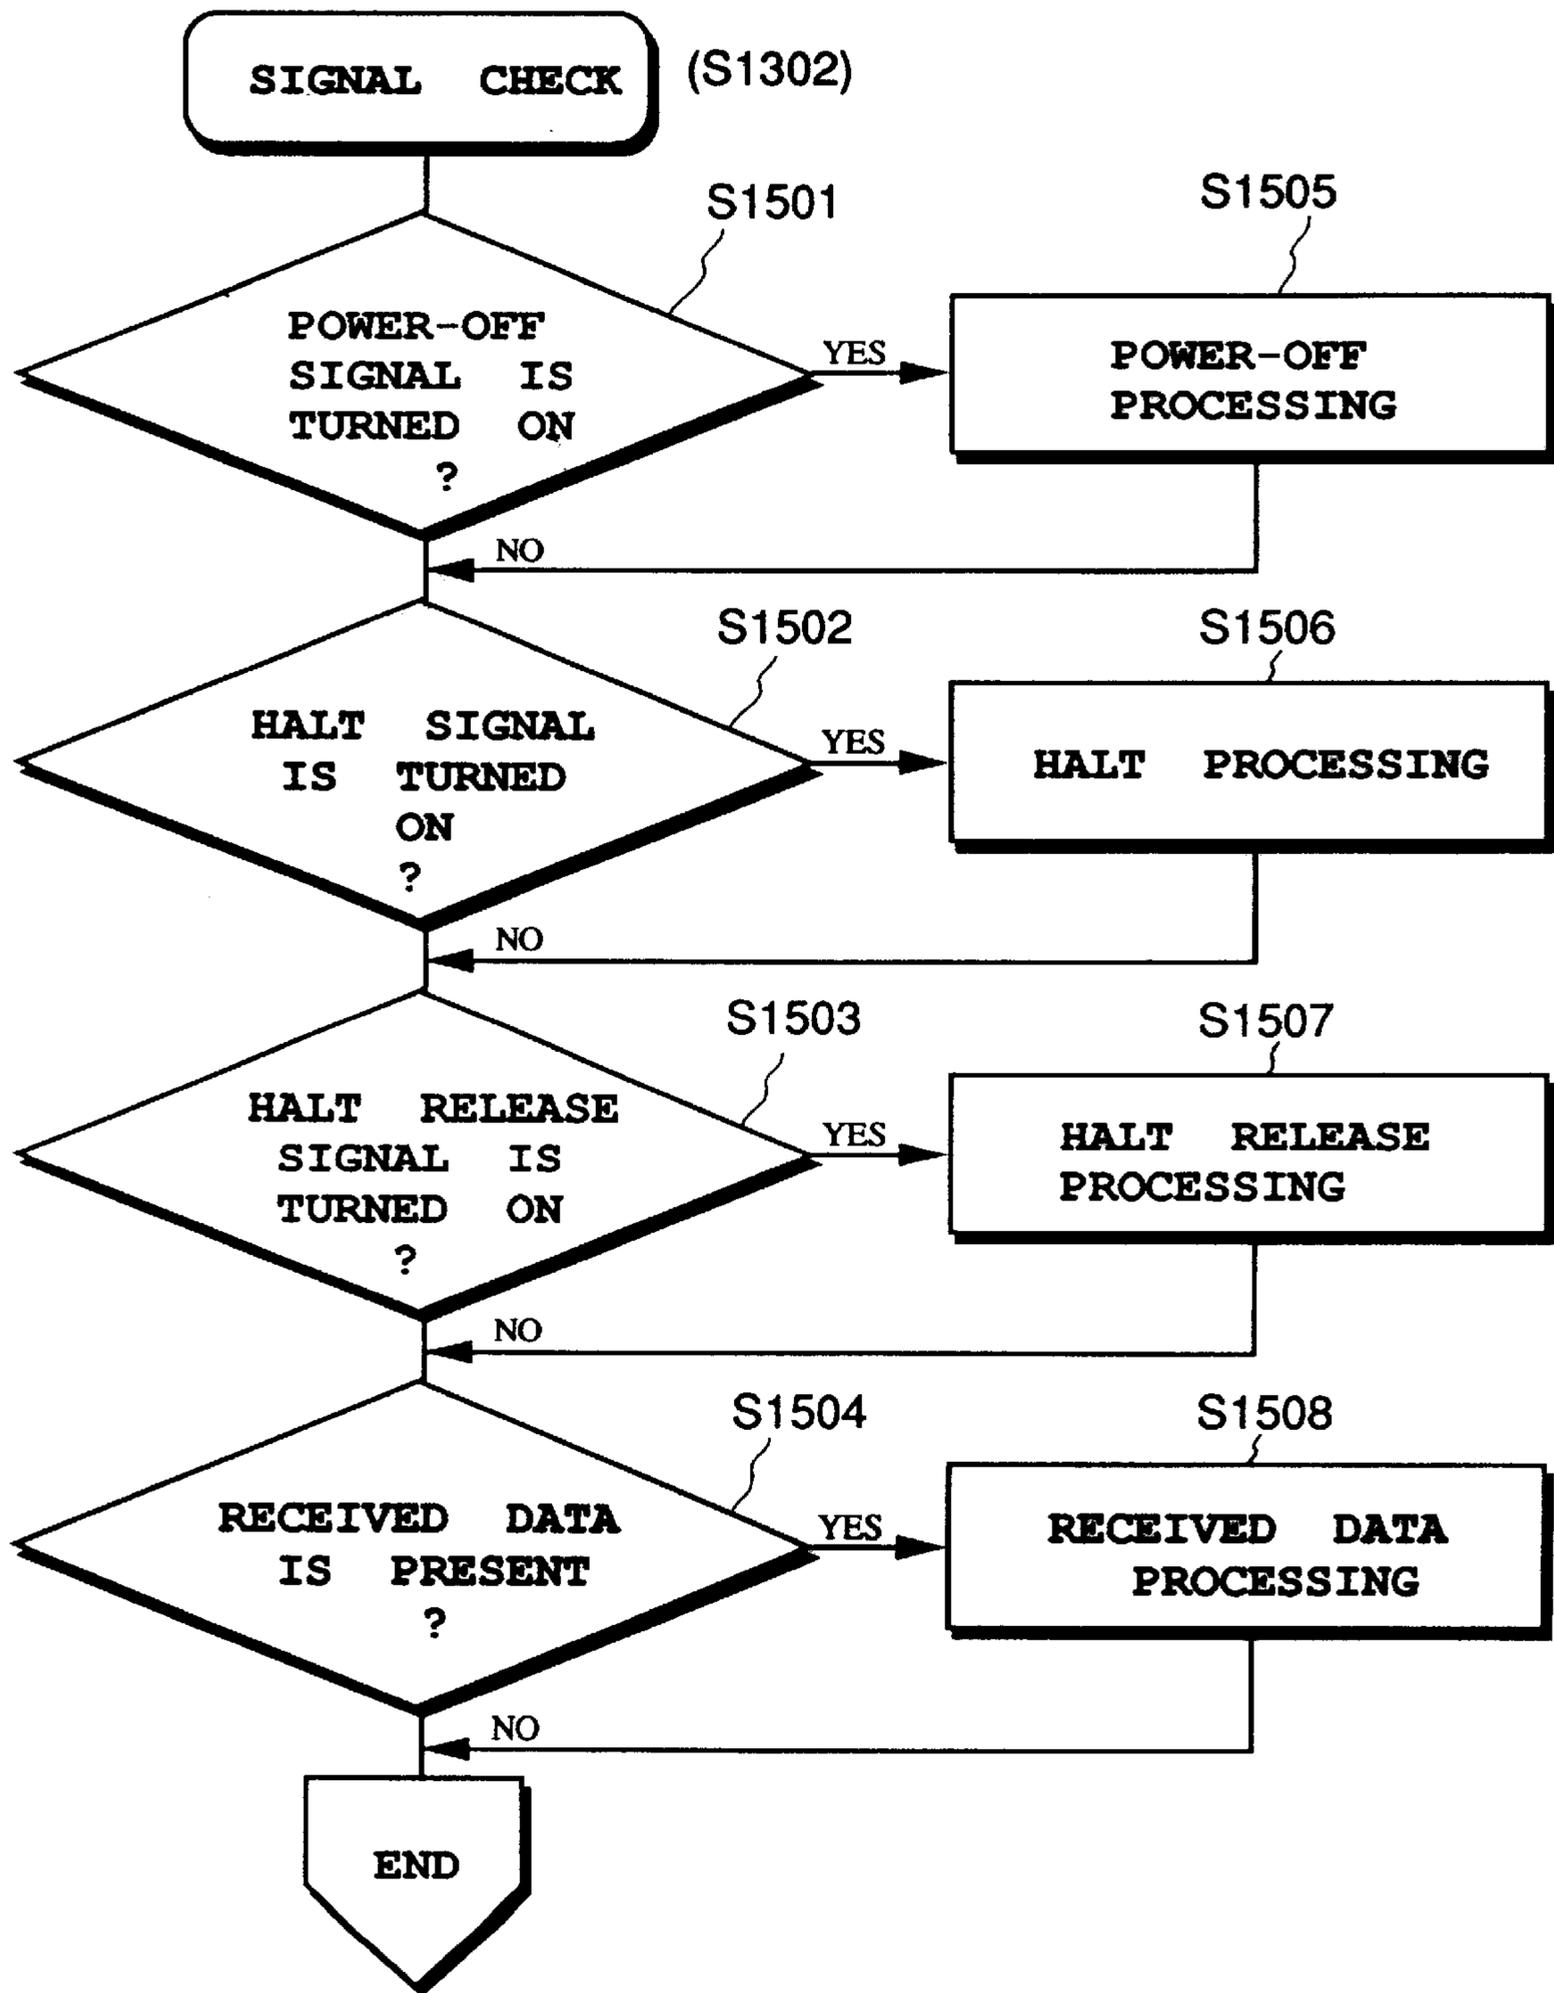 SIGNAL CHECK (S1302)
S1501
S1505
POWER-OFF
SIGNAL IS
TURNED ON
?
YES
POWER-OFF
PROCESSING
NO
S1502
S1506
HALT SIGNAL
IS TURNED
ON
?
YES
HALT PROCESSING
NO
S1503
S1507
HALT RELEASE
SIGNAL IS
TURNED ON
?
YES
HALT RELEASE
PROCESSING
NO
S1504
S1508
RECEIVED DATA
IS PRESENT
?
YES
RECEIVED DATA
PROCESSING
NO
END